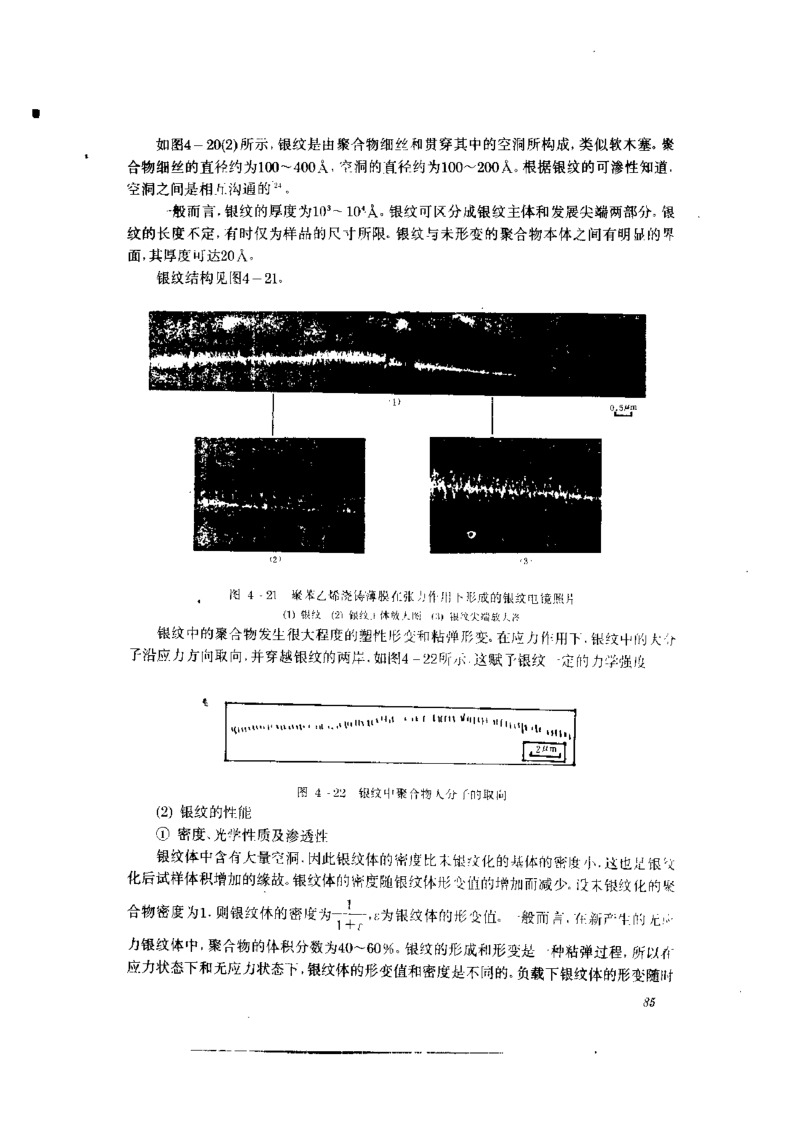 如图4-20(2)所示,银纹是由聚合物细丝和贯穿其中的空洞所构成,类似软木塞。聚
合物细丝的直径约为100~400Å,空洞的直径约为100~200Å。根据银纹的可渗性知道,
空洞之间是相互沟通的24。
一般而言,银纹的厚度为10³~10⁴Å。银纹可区分成银纹主体和发展尖端两部分。银
纹的长度不定,有时仅为样品的尺寸所限。银纹与未形变的聚合物本体之间有明显的界
面,其厚度可达20Å。
银纹结构见图4-21。
(1)
0.5μm
(2)
(3)
图 4-21 聚苯乙烯浇铸薄膜在张力作用下形成的银纹电镜照片
(1) 银纹 (2) 银纹主体放大图 (3) 银纹尖端放大
银纹中的聚合物发生很大程度的塑性形变和粘弹形变。在应力作用下,银纹中的大分
子沿应力方向取向,并穿越银纹的两岸,如图4-22所示,这赋予银纹一定的力学强度
2μm
图 4-22 银纹中聚合物大分子的取向
(2) 银纹的性能
① 密度、光学性质及渗透性
银纹体中含有大量空洞,因此银纹体的密度比未银纹化的基体的密度小,这也是银纹
化后试样体积增加的缘故。银纹体的密度随银纹体形变值的增加而减少。设未银纹化的聚
合物密度为1,则银纹体的密度为1/(1+ε),ε为银纹体的形变值。一般而言,在新产生的无应
力银纹体中,聚合物的体积分数为40~60%。银纹的形成和形变是一种粘弹过程,所以在
应力状态下和无应力状态下,银纹体的形变值和密度是不同的。负载下银纹体的形变随时
85